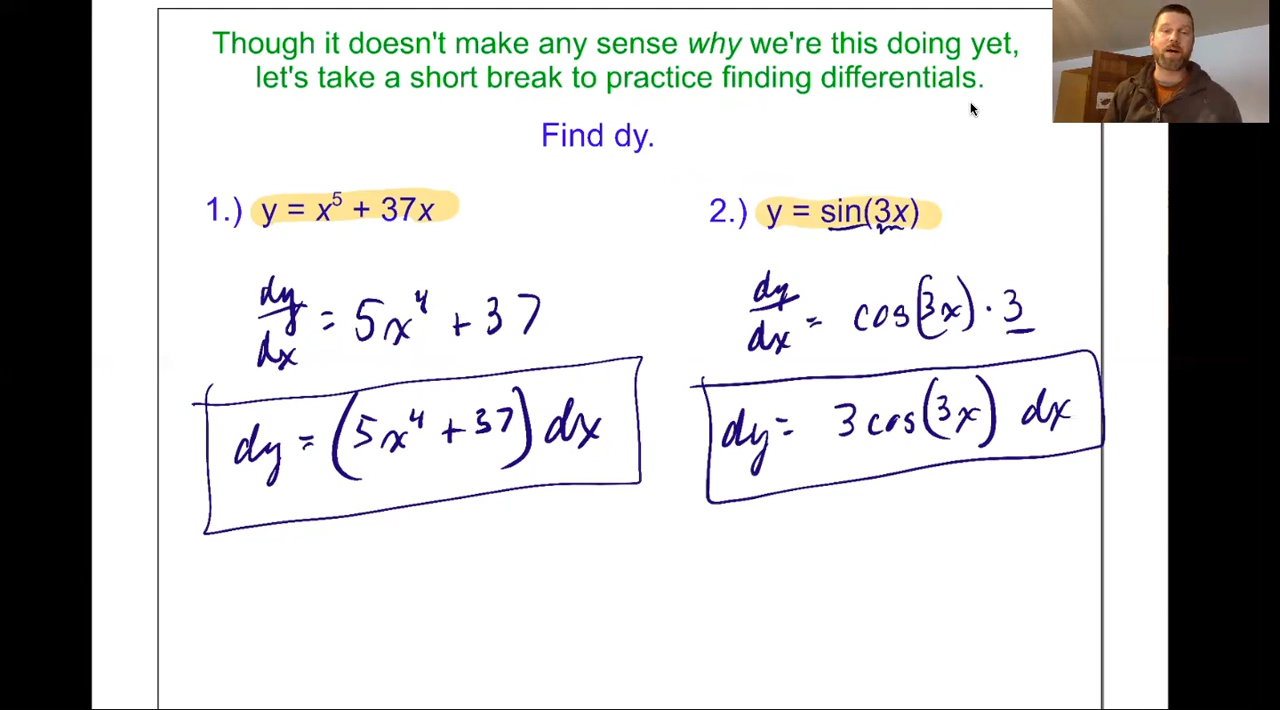 Though it doesn't make any sense why we're this doing yet,
let's take a short break to practice finding differentials.
Find dy.
1.) y = x⁵ + 37x
dy/dx = 5x⁴ + 37
dy = (5x⁴ + 37) dx
2.) y = sin(3x)
dy/dx = cos(3x) · 3
dy = 3cos(3x) dx